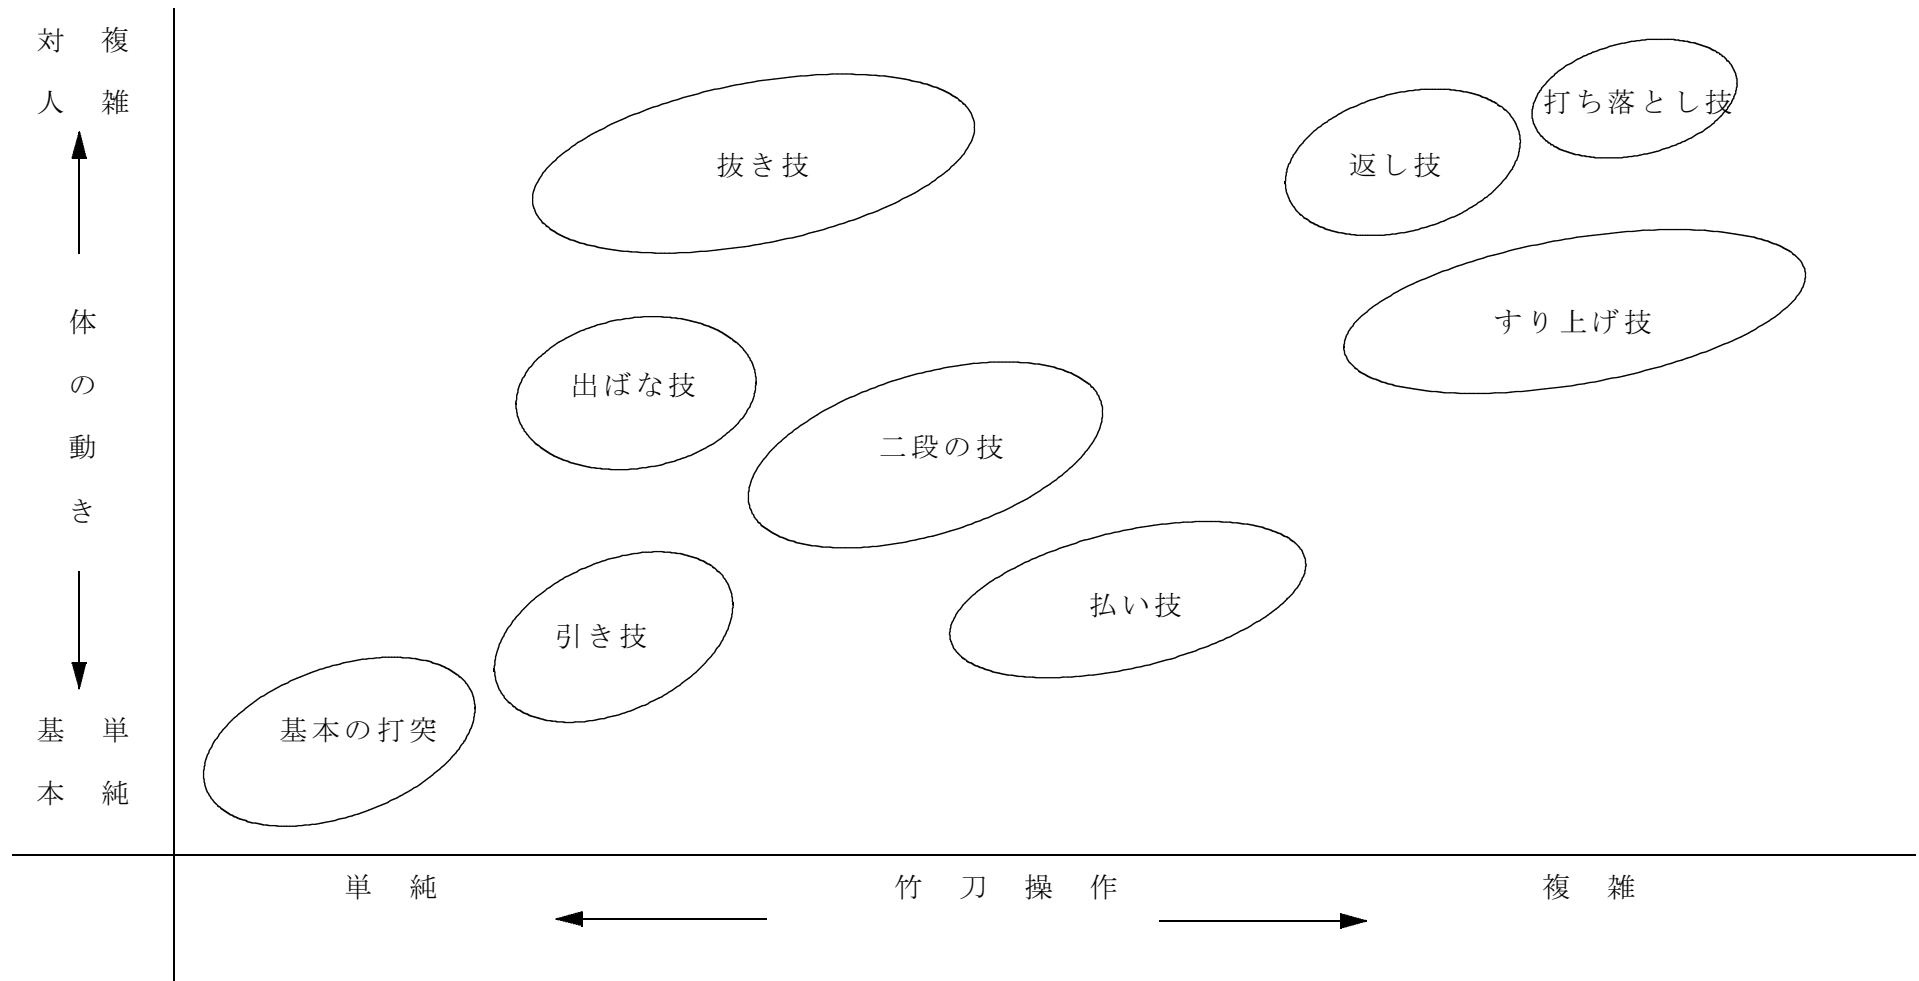 対人 複雑
体の動き
基本 単純
打ち落とし技
抜き技
返し技
すり上げ技
出ばな技
二段の技
払い技
引き技
基本の打突
単純 竹刀操作 複雑